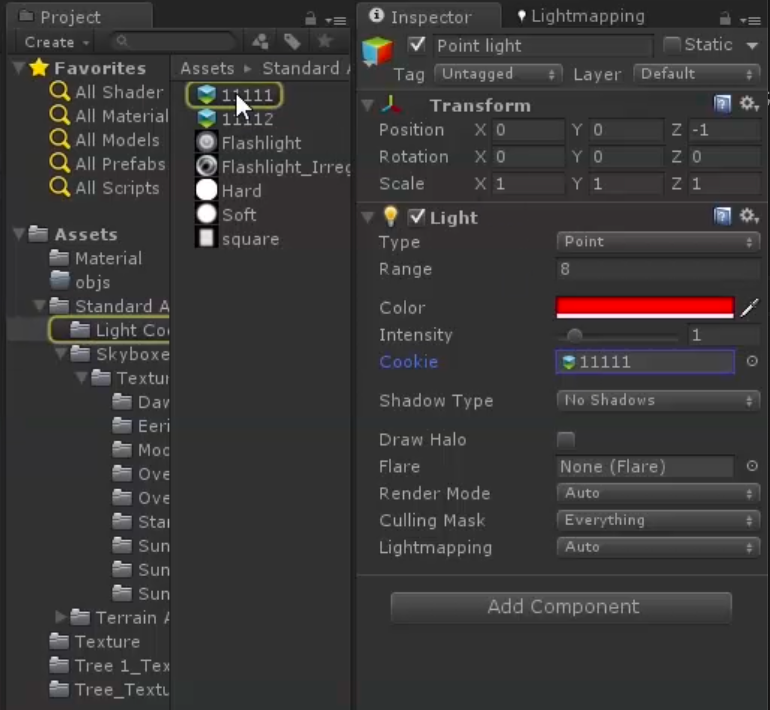 Project
Create
Favorites
All Shader
All Material
All Models
All Prefabs
All Scripts
Assets
Material
objs
Standard A
Light Coo
Skyboxe
Textur
Daw
Eeri
Moo
Ove
Ove
Star
Sun
Sun
Sun
Terrain A
Texture
Tree 1_Tex
Tree_Textu
Assets Standard A
11111
11112
Flashlight
Flashlight_Irreg
Hard
Soft
square
Inspector
Lightmapping
Point light
Static
Tag Untagged Layer Default
Transform
Position X 0 Y 0 Z -1
Rotation X 0 Y 0 Z 0
Scale X 1 Y 1 Z 1
Light
Type Point
Range 8
Color
Intensity 1
Cookie 11111
Shadow Type No Shadows
Draw Halo
Flare None (Flare)
Render Mode Auto
Culling Mask Everything
Lightmapping Auto
Add Component